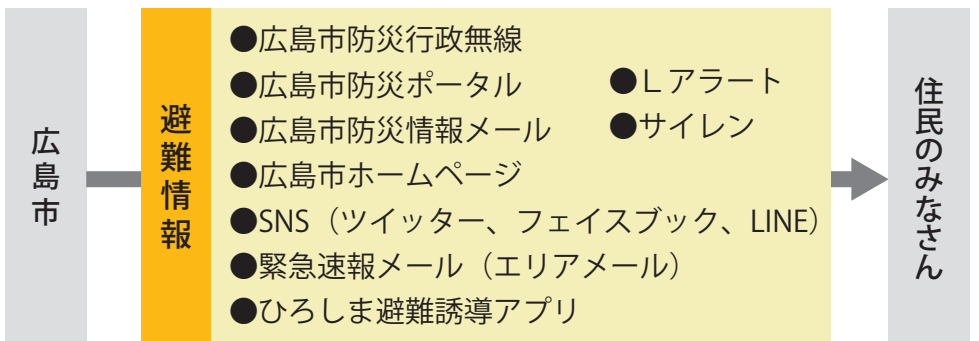 広島市
避難情報
●広島市防災行政無線
●広島市防災ポータル
●Ｌアラート
●広島市防災情報メール
●サイレン
●広島市ホームページ
●SNS（ツイッター、フェイスブック、LINE）
●緊急速報メール（エリアメール）
●ひろしま避難誘導アプリ
住民のみなさん